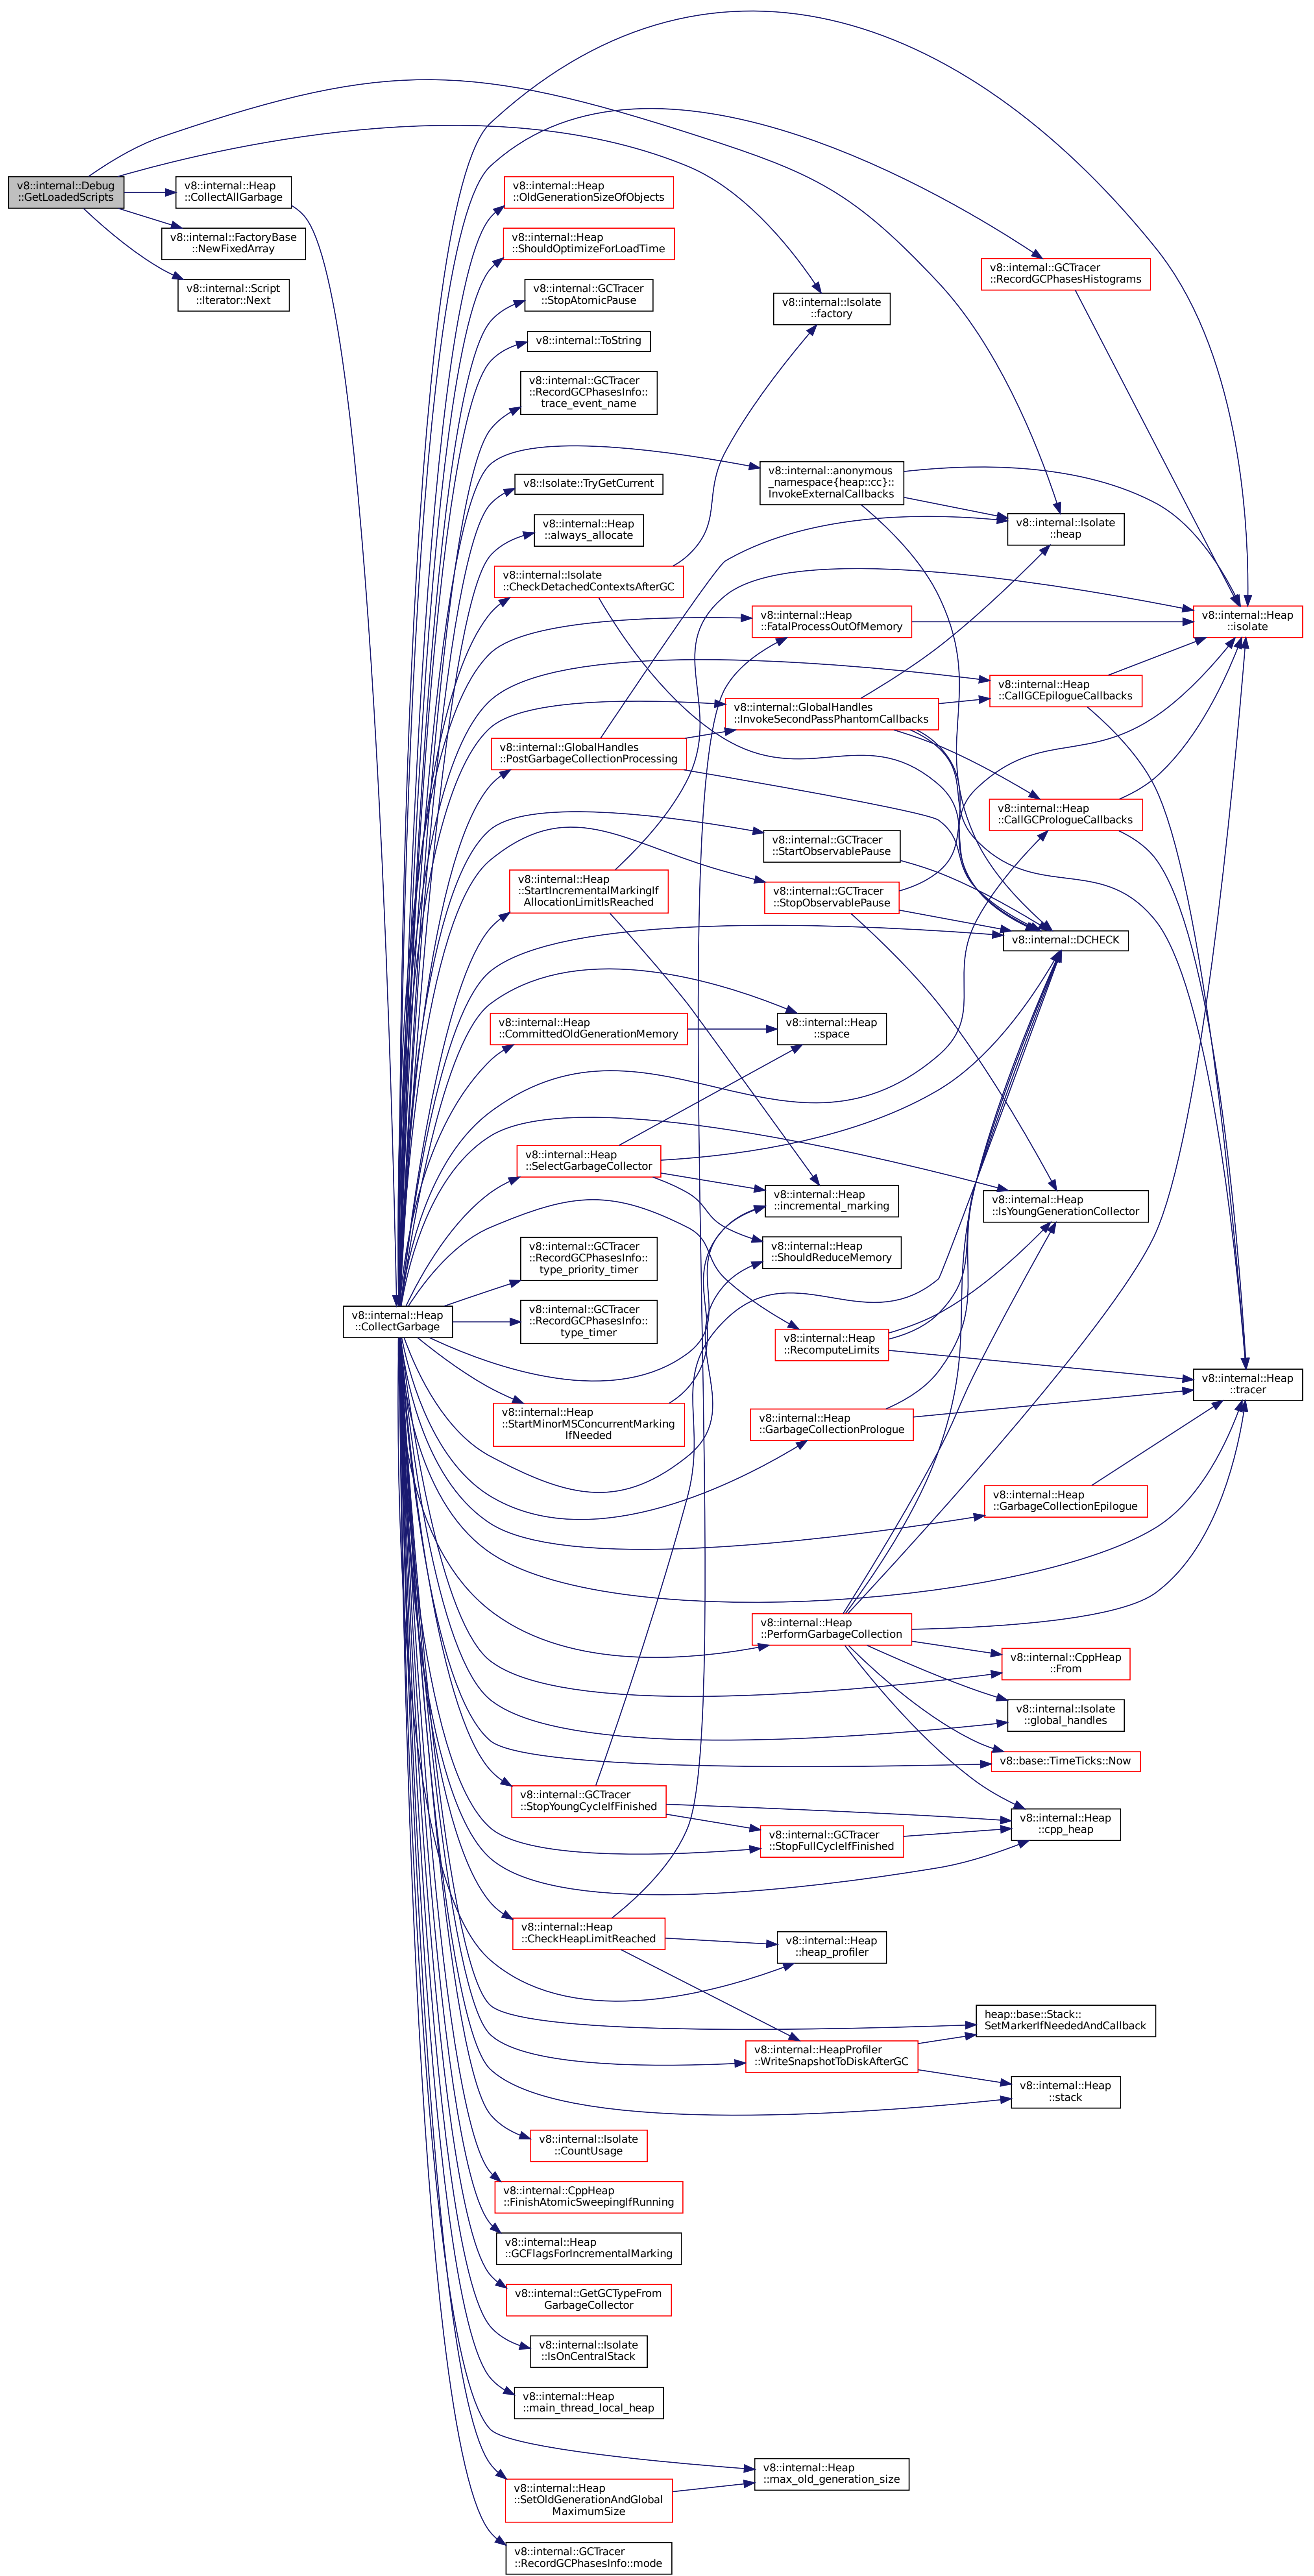 v8::internal::Debug
::GetLoadedScripts
v8::internal::Heap
::CollectAllGarbage
v8::internal::FactoryBase
::NewFixedArray
v8::internal::Script
::Iterator::Next
v8::internal::Heap
::CollectGarbage
v8::internal::Heap
::OldGenerationSizeOfObjects
v8::internal::Heap
::ShouldOptimizeForLoadTime
v8::internal::GCTracer
::StopAtomicPause
v8::internal::ToString
v8::internal::GCTracer
::RecordGCPhasesInfo::
trace_event_name
v8::Isolate::TryGetCurrent
v8::internal::Heap
::always_allocate
v8::internal::Isolate
::CheckDetachedContextsAfterGC
v8::internal::GlobalHandles
::PostGarbageCollectionProcessing
v8::internal::Heap
::StartIncrementalMarkingIf
AllocationLimitIsReached
v8::internal::Heap
::CommittedOldGenerationMemory
v8::internal::Heap
::SelectGarbageCollector
v8::internal::GCTracer
::RecordGCPhasesInfo::
type_priority_timer
v8::internal::GCTracer
::RecordGCPhasesInfo::
type_timer
v8::internal::Heap
::StartMinorMSConcurrentMarking
IfNeeded
v8::internal::GCTracer
::StopYoungCycleIfFinished
v8::internal::Heap
::CheckHeapLimitReached
v8::internal::Isolate
::CountUsage
v8::internal::CppHeap
::FinishAtomicSweepingIfRunning
v8::internal::Heap
::GCFlagsForIncrementalMarking
v8::internal::GetGCTypeFrom
GarbageCollector
v8::internal::Isolate
::IsOnCentralStack
v8::internal::Heap
::main_thread_local_heap
v8::internal::Heap
::SetOldGenerationAndGlobal
MaximumSize
v8::internal::GCTracer
::RecordGCPhasesInfo::mode
v8::internal::Isolate
::factory
v8::internal::anonymous
_namespace{heap::cc}::
InvokeExternalCallbacks
v8::internal::Heap
::FatalProcessOutOfMemory
v8::internal::GlobalHandles
::InvokeSecondPassPhantomCallbacks
v8::internal::GCTracer
::StartObservablePause
v8::internal::GCTracer
::StopObservablePause
v8::internal::Heap
::space
v8::internal::Heap
::incremental_marking
v8::internal::Heap
::ShouldReduceMemory
v8::internal::Heap
::RecomputeLimits
v8::internal::Heap
::GarbageCollectionPrologue
v8::internal::Heap
::PerformGarbageCollection
v8::internal::GCTracer
::StopFullCycleIfFinished
v8::internal::Heap
::heap_profiler
v8::internal::HeapProfiler
::WriteSnapshotToDiskAfterGC
v8::internal::Heap
::max_old_generation_size
v8::internal::GCTracer
::RecordGCPhasesHistograms
v8::internal::Isolate
::heap
v8::internal::Heap
::CallGCEpilogueCallbacks
v8::internal::Heap
::CallGCPrologueCallbacks
v8::internal::DCHECK
v8::internal::Heap
::IsYoungGenerationCollector
v8::internal::Heap
::GarbageCollectionEpilogue
v8::internal::CppHeap
::From
v8::internal::Isolate
::global_handles
v8::base::TimeTicks::Now
v8::internal::Heap
::cpp_heap
heap::base::Stack::
SetMarkerIfNeededAndCallback
v8::internal::Heap
::stack
v8::internal::Heap
::isolate
v8::internal::Heap
::tracer